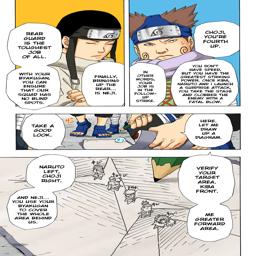 CHOJI,
YOU'RE
FOURTH
UP.
YOU DON'T
HAVE SPEED,
BUT YOU HAVE
THE GREATEST STRIKING
POWER. ONCE KIBA,
NARUTO AND I LAUNCH
A SURPRISE ATTACK,
YOU TAKE THE STAGE
AND CLOBBER THE
ENEMY WITH A
FATAL BLOW.
IN
OTHER
WORDS,
YOUR
JOB IS
THE
FOLLOW-UP
STRIKE.
REAR
GUARD IS
THE TOUGHEST
JOB
OF ALL.
FINALLY,
BRINGING
UP THE
REAR...
IS NEJI.
WITH YOUR
BYAKUGAN,
YOU CAN
ENSURE
THAT OUR
SQUAD HAS
NO BLIND
SPOTS.
HERE,
LET ME
DRAW
UP A
DIAGRAM.
TAKE A
GOOD
LOOK.
VERIFY
YOUR
TARGET
AREA.
KIBA
FRONT.
ME
GREATER
FORWARD
AREA.
NARUTO
LEFT,
CHOJI
RIGHT.
AND NEJI...
YOU USE YOUR
BYAKUGAN
TO COVER
THE WHOLE
AREA BEHIND
US.